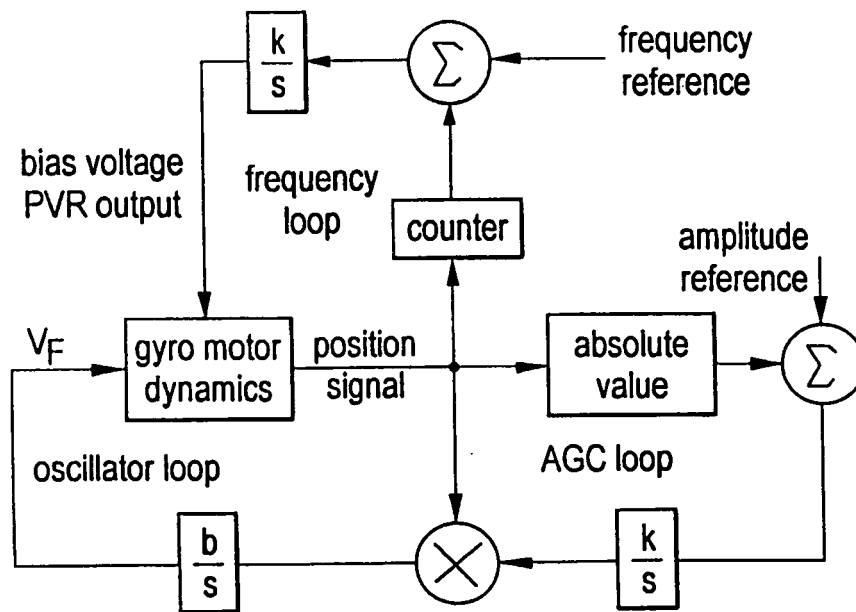 k
s
Σ
frequency
reference
bias voltage
PVR output
frequency
loop
counter
amplitude
reference
VF
gyro motor
dynamics
position
signal
absolute
value
Σ
oscillator loop
AGC loop
b
s
k
s